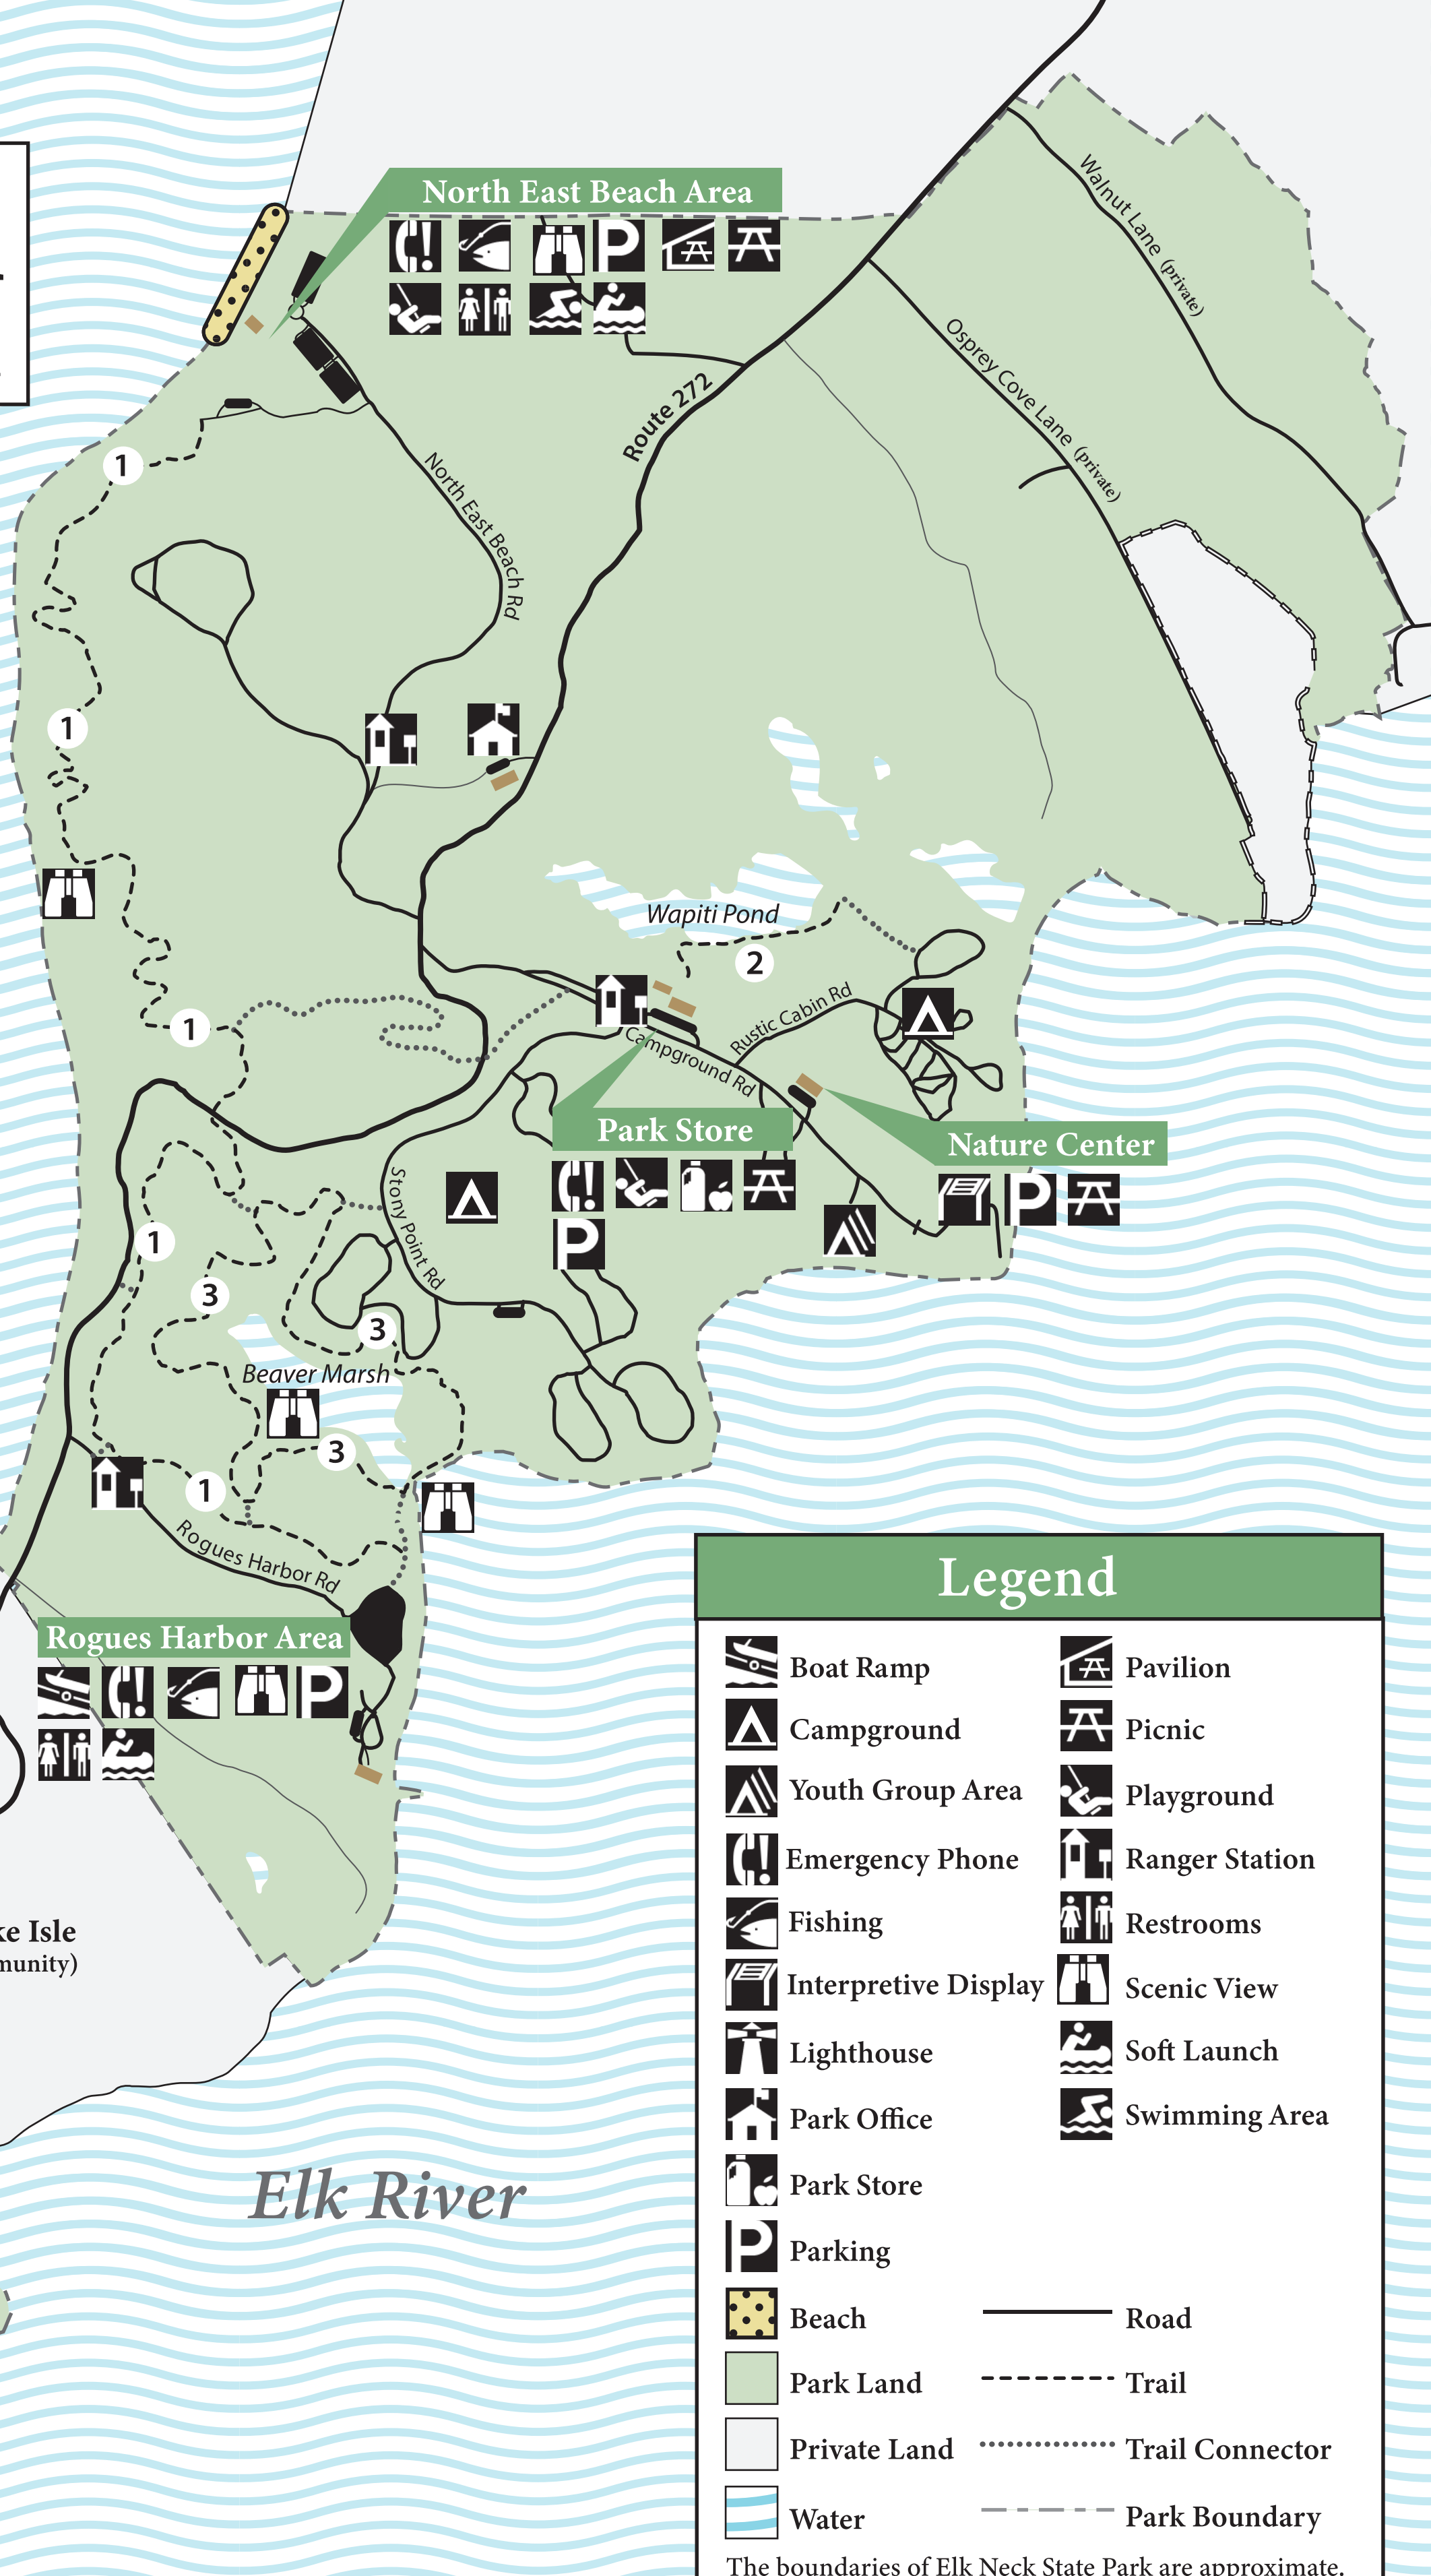 North East Beach Area
Walnut Lane (private)
Osprey Cove Lane (private)
Route 272
North East Beach Rd
1
1
Wapiti Pond
2
1
Rustic Cabin Rd
Campground Rd
Park Store
Nature Center
Stony Point Rd
1
3
3
Beaver Marsh
3
1
Rogues Harbor Rd
Rogues Harbor Area
Elk River
Legend
Boat Ramp
Campground
Youth Group Area
Emergency Phone
Fishing
Interpretive Display
Lighthouse
Park Office
Park Store
Parking
Beach
Park Land
Private Land
Water
Pavilion
Picnic
Playground
Ranger Station
Restrooms
Scenic View
Soft Launch
Swimming Area
Road
Trail
Trail Connector
Park Boundary
The boundaries of Elk Neck State Park are approximate.
ke Isle
munity)